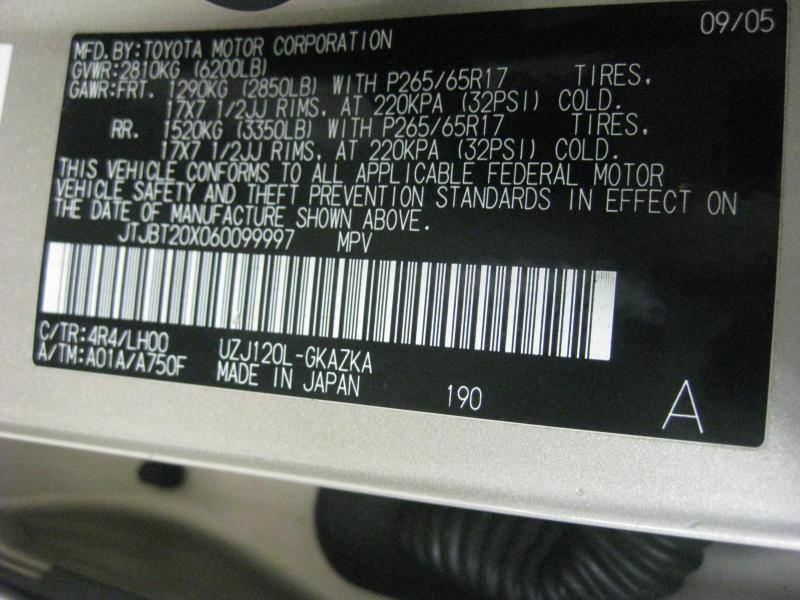 09/05
MFD. BY: TOYOTA MOTOR CORPORATION
GVWR: 2810KG (6200LB)
GAWR: FRT. 1290KG (2850LB) WITH P265/65R17 TIRES,
17X7 1/2JJ RIMS, AT 220KPA (32PSI) COLD.
RR. 1520KG (3350LB) WITH P265/65R17 TIRES,
17X7 1/2JJ RIMS, AT 220KPA (32PSI) COLD.
THIS VEHICLE CONFORMS TO ALL APPLICABLE FEDERAL MOTOR
VEHICLE SAFETY AND THEFT PREVENTION STANDARDS IN EFFECT ON
THE DATE OF MANUFACTURE SHOWN ABOVE.
JTJBT20X060099997 MPV
C/TR: 4R4/LH00 UZJ120L-GKAZKA
A/TM: A01A/A750F MADE IN JAPAN
190
A